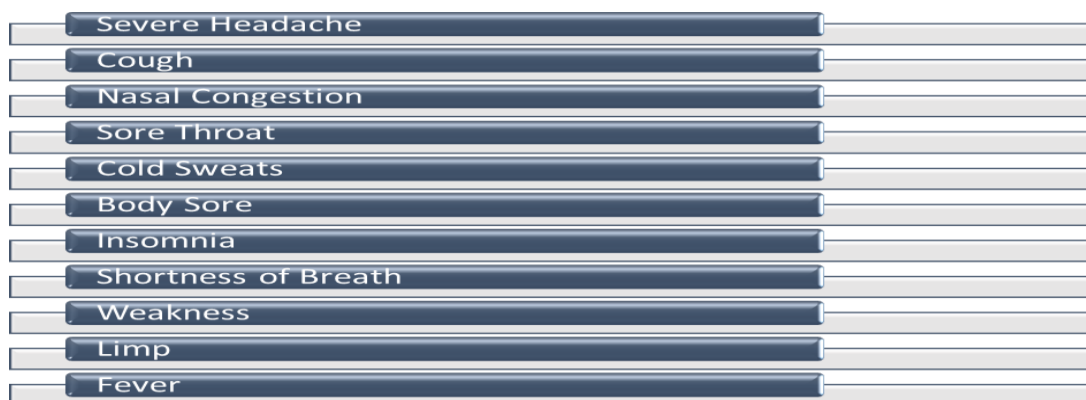 Severe Headache
Cough
Nasal Congestion
Sore Throat
Cold Sweats
Body Sore
Insomnia
Shortness of Breath
Weakness
Limp
Fever